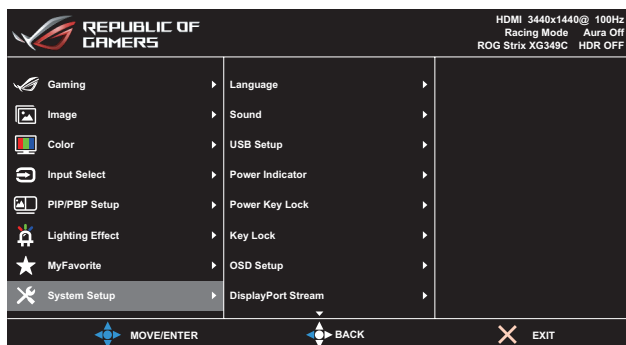 REPUBLIC OF
GAMERS
HDMI 3440x1440@ 100Hz
Racing Mode Aura Off
ROG Strix XG349C HDR OFF
Gaming
Image
Color
Input Select
PIP/PBP Setup
Lighting Effect
MyFavorite
System Setup
Language
Sound
USB Setup
Power Indicator
Power Key Lock
Key Lock
OSD Setup
DisplayPort Stream
MOVE/ENTER
BACK
EXIT